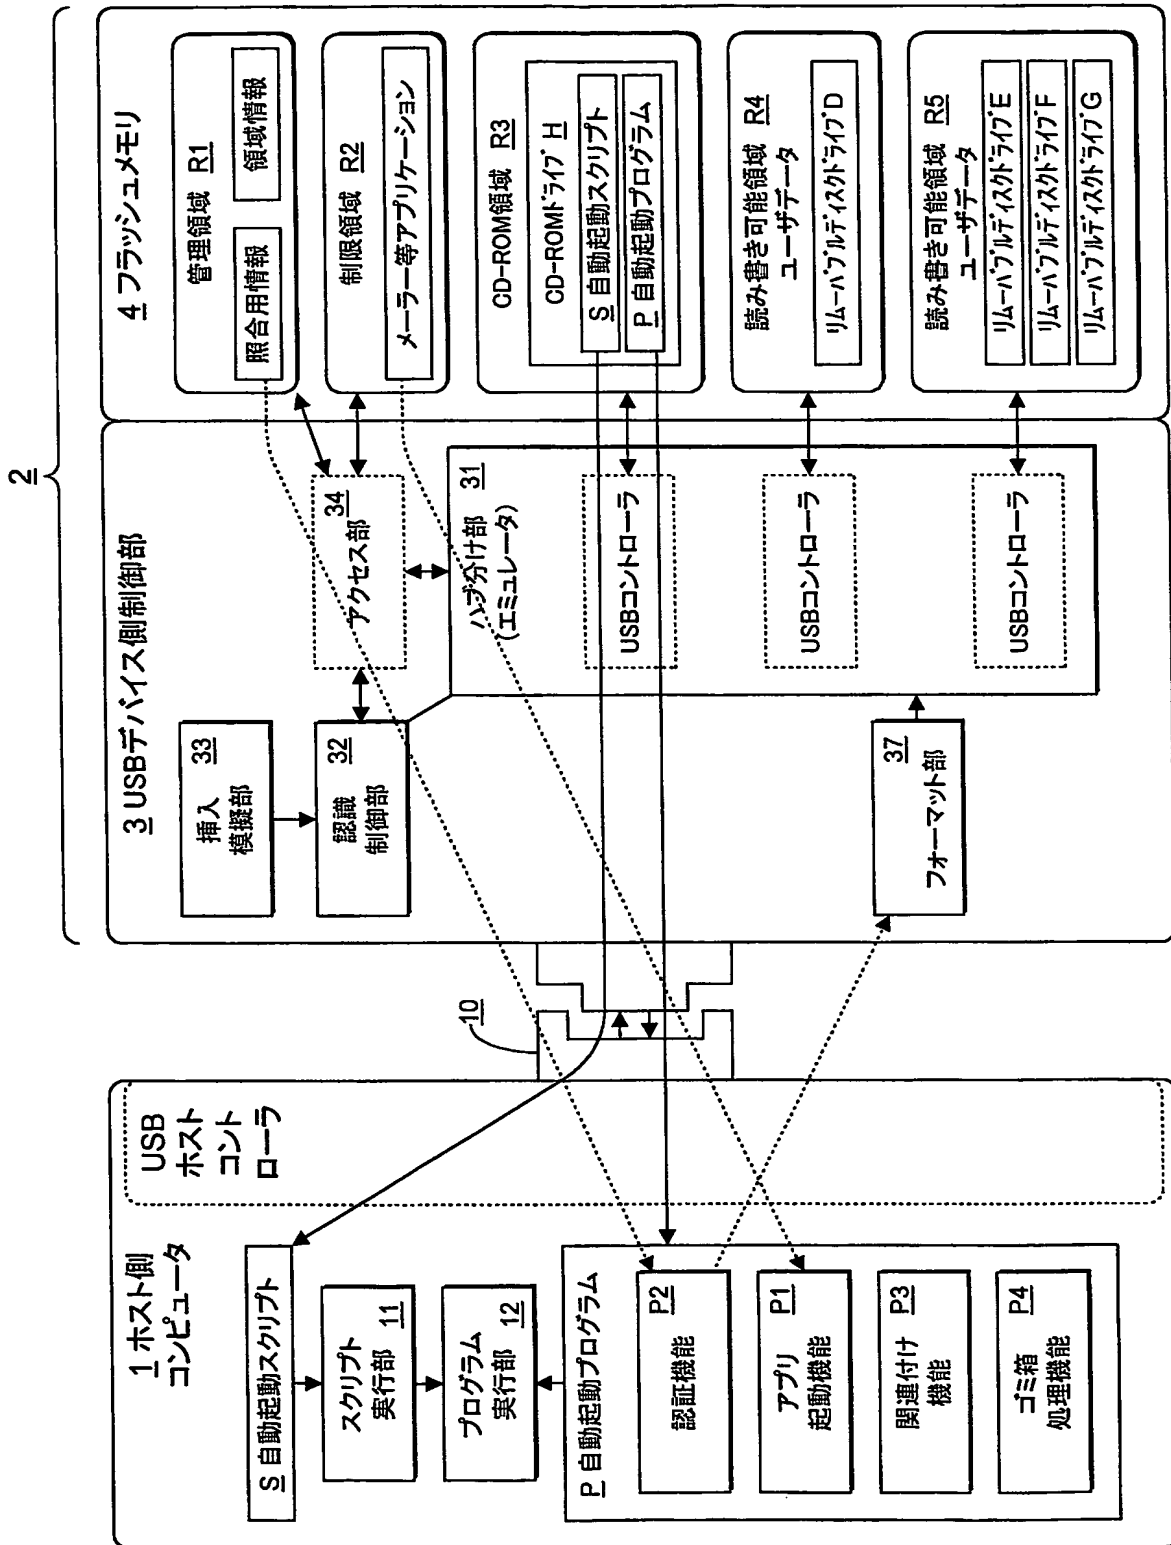 2
1 ホスト側
コンピュータ
S 自動起動スクリプト
スクリプト
実行部 11
プログラム
実行部 12
P 自動起動プログラム
P2
認証機能
P1
アプリ
起動機能
P3
関連付け
機能
P4
ゴミ箱
処理機能
USB
ホスト
コント
ローラ
10
3 USBデバイス側制御部
33
挿入
模擬部
32
認識
制御部
34
アクセス部
31
ハブ分け部
(エミュレータ)
USBコントローラ
USBコントローラ
USBコントローラ
37
フォーマット部
4 フラッシュメモリ
管理領域 R1
照合用情報
領域情報
制限領域 R2
メーラー等アプリケーション
CD-ROM領域 R3
CD-ROMドライブ H
S 自動起動スクリプト
P 自動起動プログラム
読み書き可能領域 R4
ユーザデータ
リムーバブルディスクドライブD
読み書き可能領域 R5
ユーザデータ
リムーバブルディスクドライブE
リムーバブルディスクドライブF
リムーバブルディスクドライブG